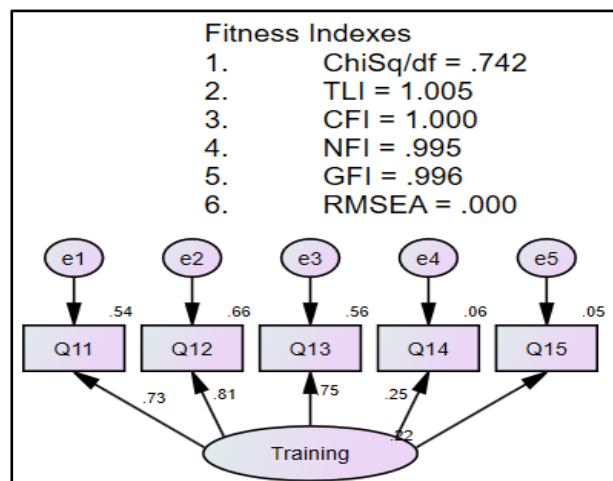 Fitness Indexes
1. ChiSq/df = .742
2. TLI = 1.005
3. CFI = 1.000
4. NFI = .995
5. GFI = .996
6. RMSEA = .000
e1 e2 e3 e4 e5
.54 .66 .56 .06 .05
Q11 Q12 Q13 Q14 Q15
.73 .81 .75 .25 .22
Training